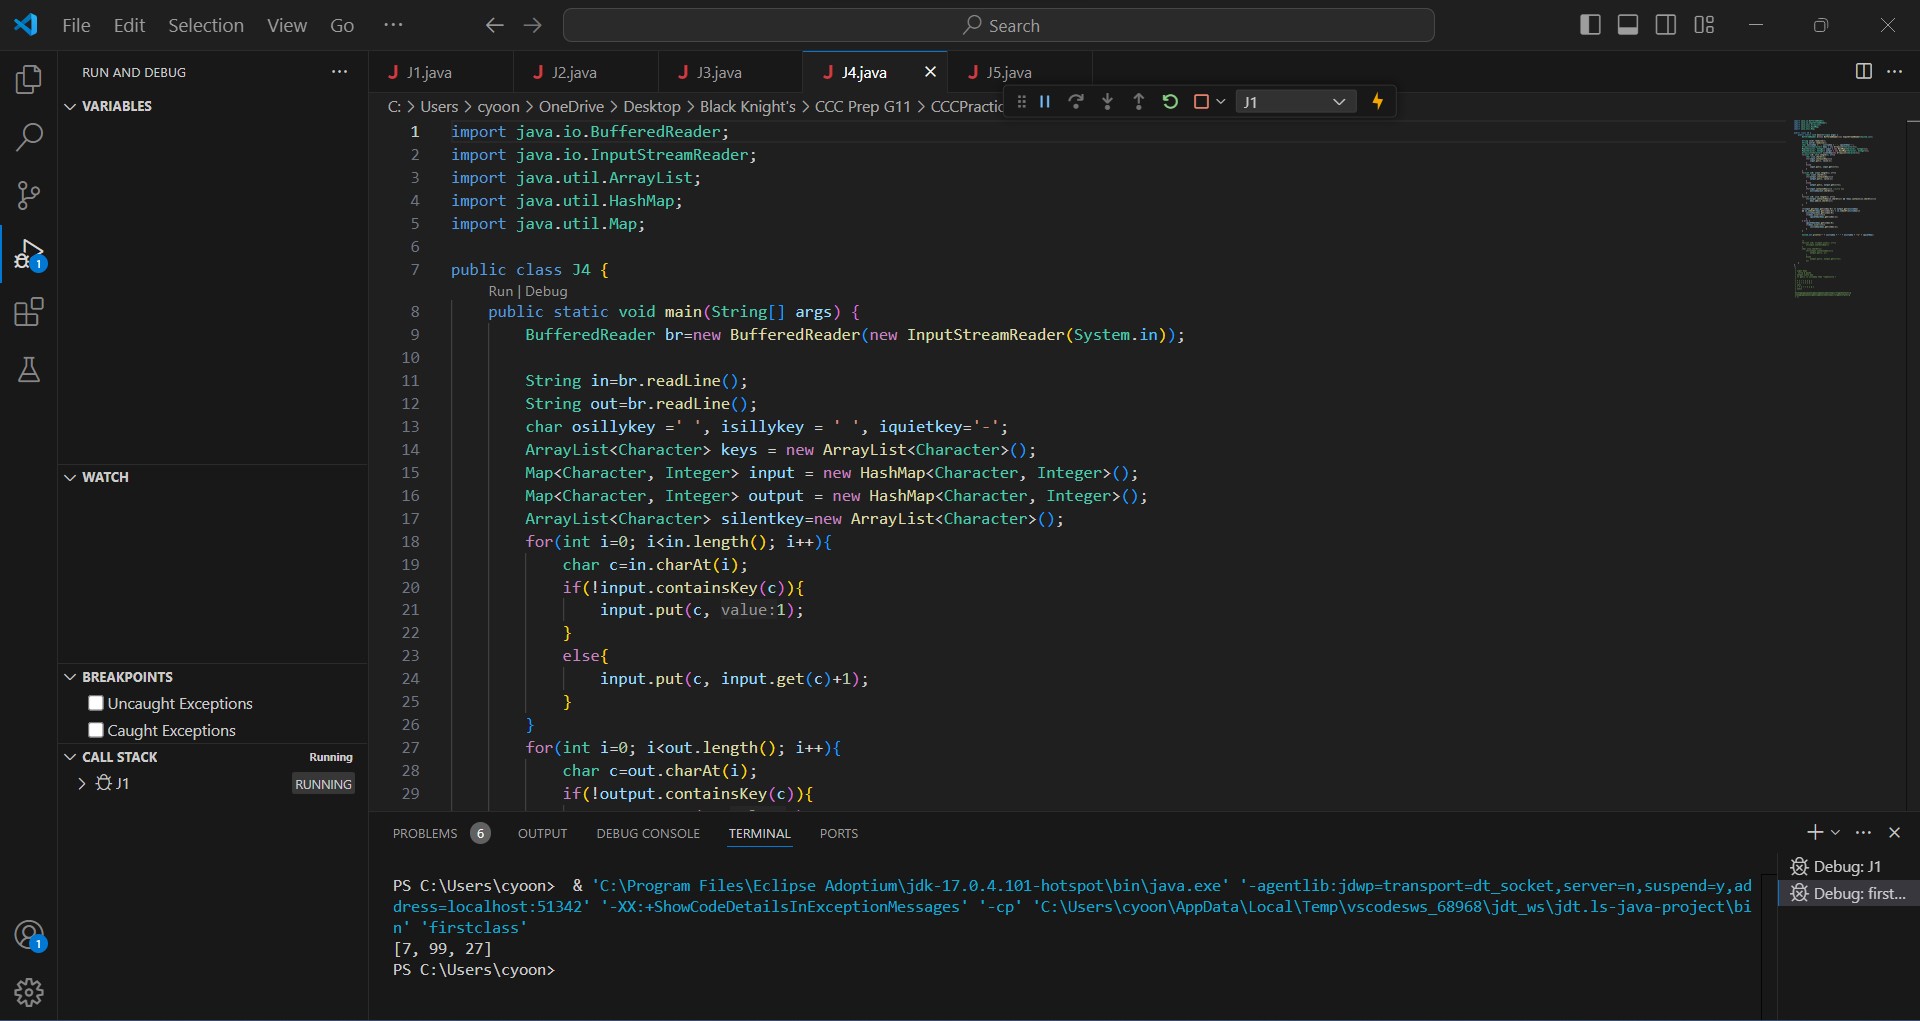 File Edit Selection View Go ···
Search
RUN AND DEBUG ···
VARIABLES
WATCH
BREAKPOINTS
Uncaught Exceptions
Caught Exceptions
CALL STACK Running
J1 RUNNING
1
1
J J1.java J J2.java J J3.java J J4.java J J5.java
C: > Users > cyoon > OneDrive > Desktop > Black Knight's > CCC Prep G11 > CCCPractic
J1
1 import java.io.BufferedReader;
2 import java.io.InputStreamReader;
3 import java.util.ArrayList;
4 import java.util.HashMap;
5 import java.util.Map;
6
7 public class J4 {
Run | Debug
8 public static void main(String[] args) {
9 BufferedReader br=new BufferedReader(new InputStreamReader(System.in));
10
11 String in=br.readLine();
12 String out=br.readLine();
13 char osillykey =' ', isillykey = ' ', iquietkey='-';
14 ArrayList<Character> keys = new ArrayList<Character>();
15 Map<Character, Integer> input = new HashMap<Character, Integer>();
16 Map<Character, Integer> output = new HashMap<Character, Integer>();
17 ArrayList<Character> silentkey=new ArrayList<Character>();
18 for(int i=0; i<in.length(); i++){
19 char c=in.charAt(i);
20 if(!input.containsKey(c)){
21 input.put(c, value:1);
22 }
23 else{
24 input.put(c, input.get(c)+1);
25 }
26 }
27 for(int i=0; i<out.length(); i++){
28 char c=out.charAt(i);
29 if(!output.containsKey(c)){
PROBLEMS 6 OUTPUT DEBUG CONSOLE TERMINAL PORTS
PS C:\Users\cyoon>  & 'C:\Program Files\Eclipse Adoptium\jdk-17.0.4.101-hotspot\bin\java.exe' '-agentlib:jdwp=transport=dt_socket,server=n,suspend=y,ad
dress=localhost:51342' '-XX:+ShowCodeDetailsInExceptionMessages' '-cp' 'C:\Users\cyoon\AppData\Local\Temp\vscodesws_68968\jdt_ws\jdt.ls-java-project\bi
n' 'firstclass'
[7, 99, 27]
PS C:\Users\cyoon>
Debug: J1
Debug: first...